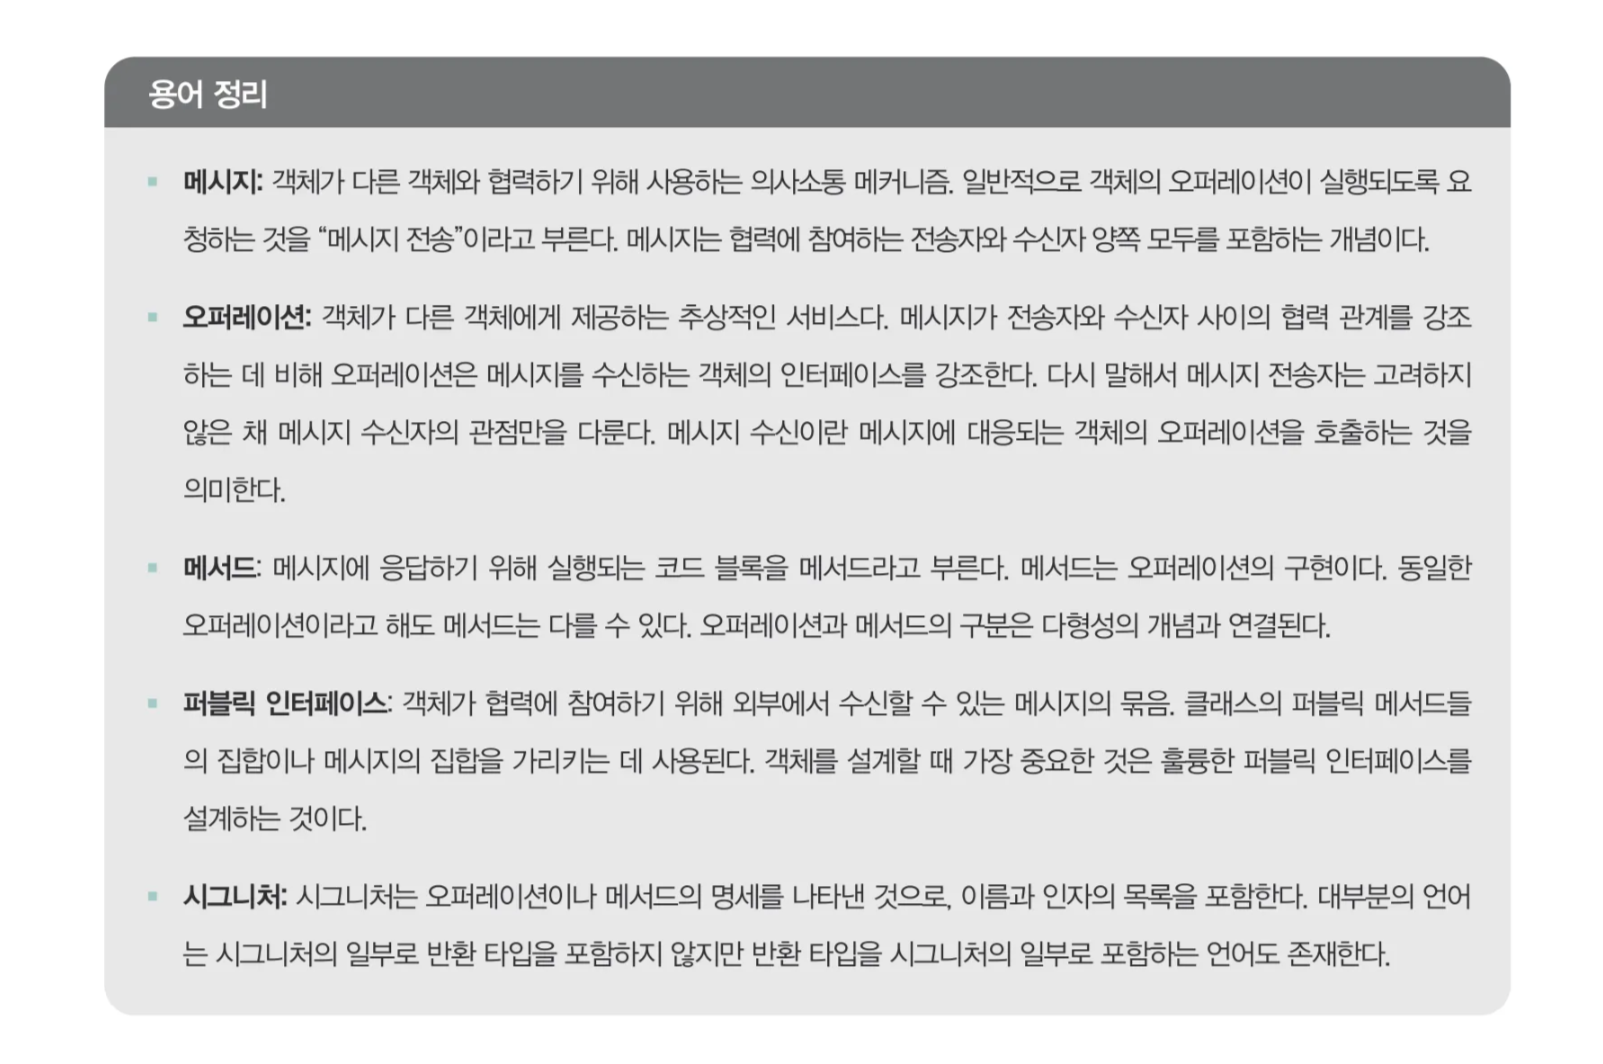 용어 정리
메시지: 객체가 다른 객체와 협력하기 위해 사용하는 의사소통 메커니즘. 일반적으로 객체의 오퍼레이션이 실행되도록 요
청하는 것을 “메시지 전송”이라고 부른다. 메시지는 협력에 참여하는 전송자와 수신자 양쪽 모두를 포함하는 개념이다.
오퍼레이션: 객체가 다른 객체에게 제공하는 추상적인 서비스다. 메시지가 전송자와 수신자 사이의 협력 관계를 강조
하는 데 비해 오퍼레이션은 메시지를 수신하는 객체의 인터페이스를 강조한다. 다시 말해서 메시지 전송자는 고려하지
않은 채 메시지 수신자의 관점만을 다룬다. 메시지 수신이란 메시지에 대응되는 객체의 오퍼레이션을 호출하는 것을
의미한다.
메서드: 메시지에 응답하기 위해 실행되는 코드 블록을 메서드라고 부른다. 메서드는 오퍼레이션의 구현이다. 동일한
오퍼레이션이라고 해도 메서드는 다를 수 있다. 오퍼레이션과 메서드의 구분은 다형성의 개념과 연결된다.
퍼블릭 인터페이스: 객체가 협력에 참여하기 위해 외부에서 수신할 수 있는 메시지의 묶음. 클래스의 퍼블릭 메서드들
의 집합이나 메시지의 집합을 가리키는 데 사용된다. 객체를 설계할 때 가장 중요한 것은 훌륭한 퍼블릭 인터페이스를
설계하는 것이다.
시그니처: 시그니처는 오퍼레이션이나 메서드의 명세를 나타낸 것으로, 이름과 인자의 목록을 포함한다. 대부분의 언어
는 시그니처의 일부로 반환 타입을 포함하지 않지만 반환 타입을 시그니처의 일부로 포함하는 언어도 존재한다.